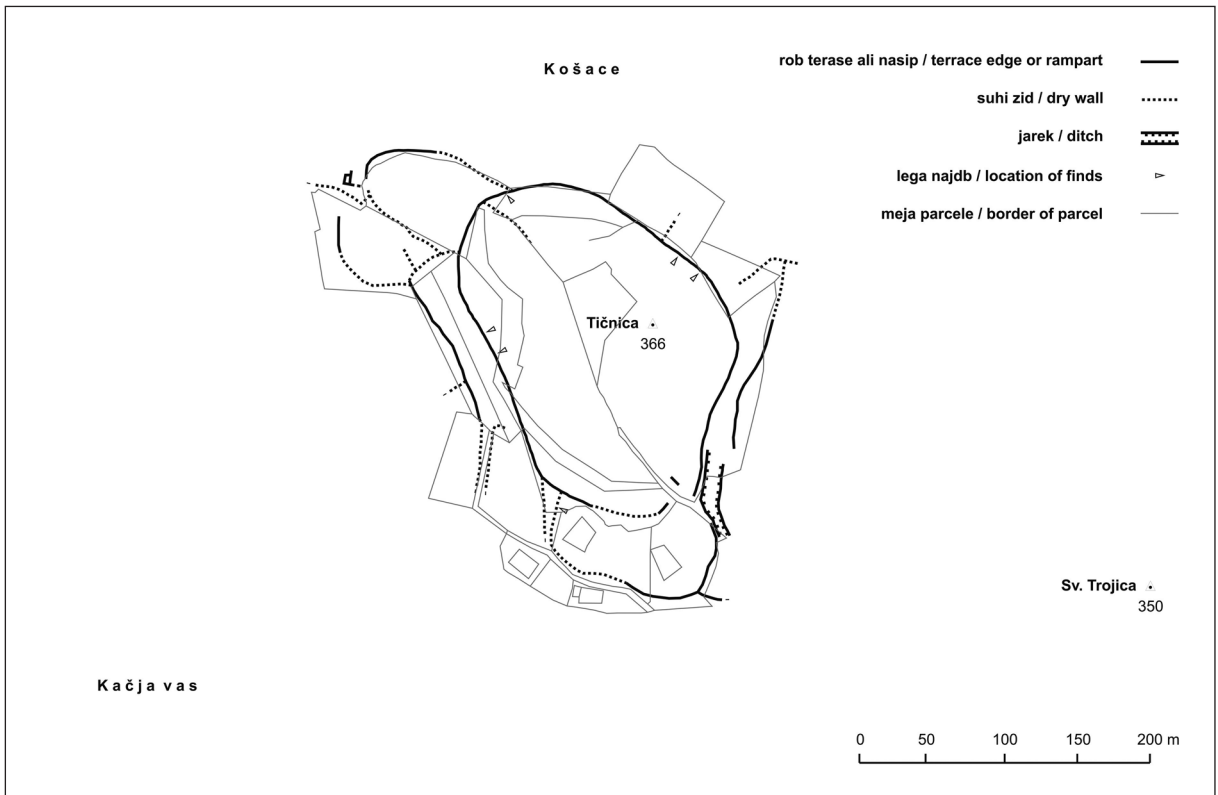 Košace
rob terase ali nasip / terrace edge or rampart
suhi zid / dry wall
jarek / ditch
lega najdb / location of finds
meja parcele / border of parcel
Tičnica
366
Sv. Trojica
350
Kačja vas
0 50 100 150 200 m